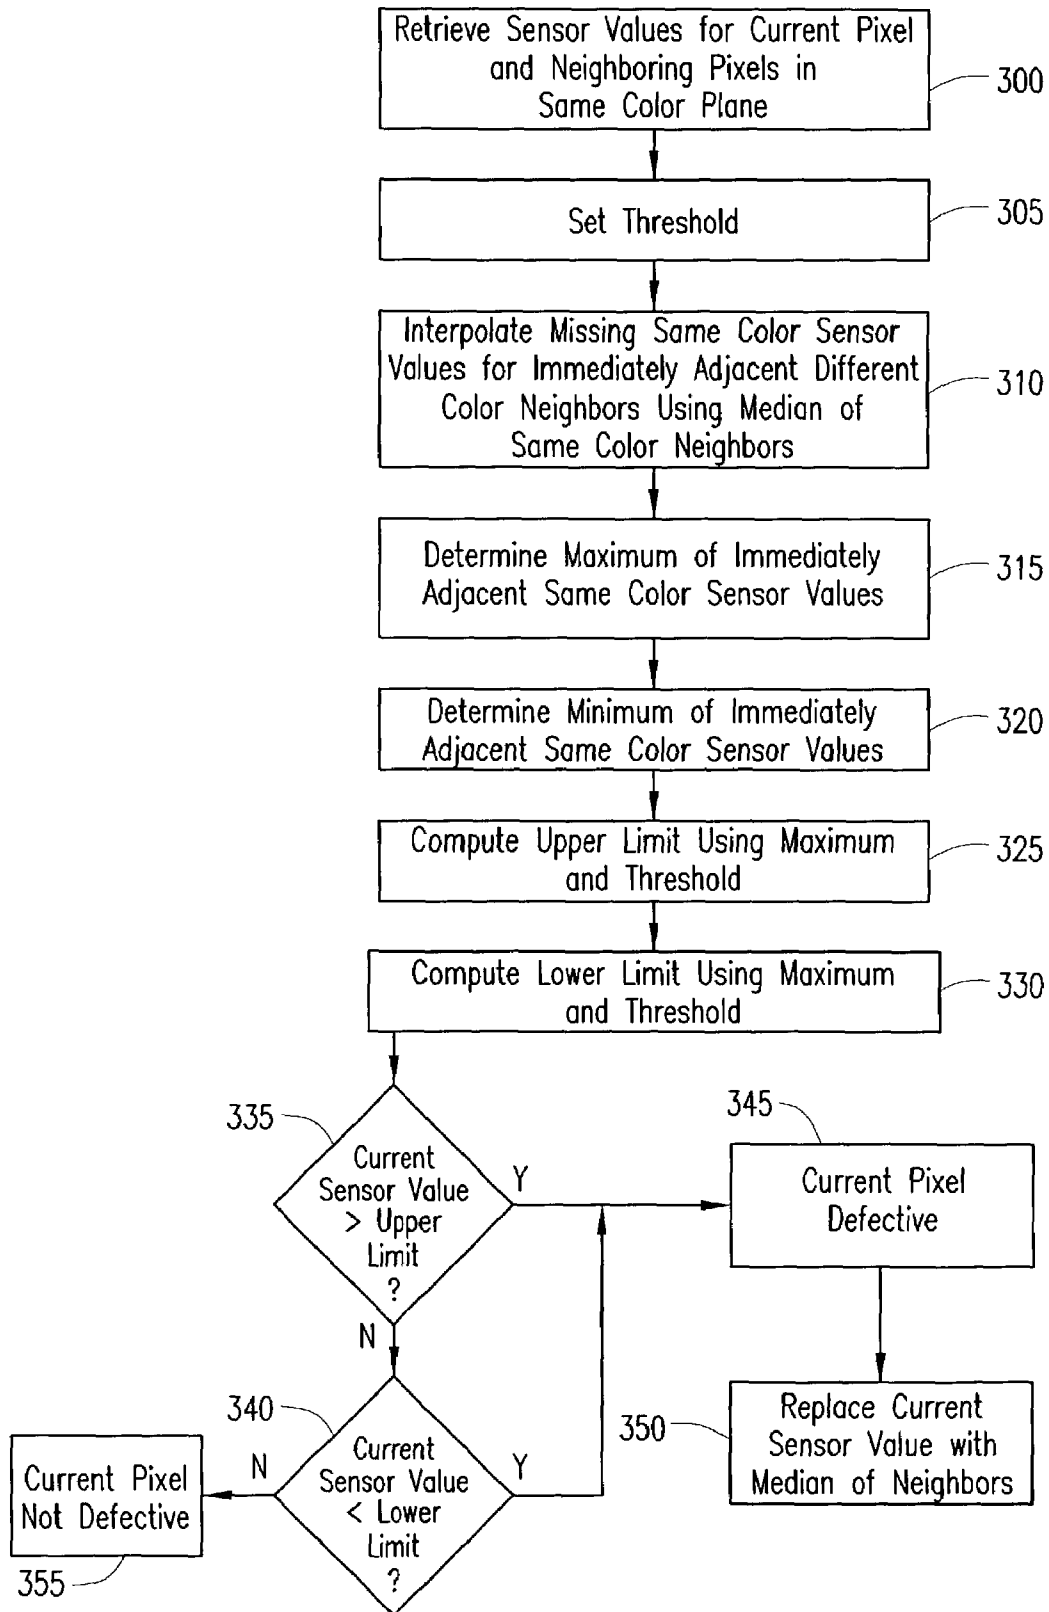 Retrieve Sensor Values for Current Pixel
and Neighboring Pixels in
Same Color Plane
300
Set Threshold
305
Interpolate Missing Same Color Sensor
Values for Immediately Adjacent Different
Color Neighbors Using Median of
Same Color Neighbors
310
Determine Maximum of Immediately
Adjacent Same Color Sensor Values
315
Determine Minimum of Immediately
Adjacent Same Color Sensor Values
320
Compute Upper Limit Using Maximum
and Threshold
325
Compute Lower Limit Using Maximum
and Threshold
330
335
Current
Sensor Value
> Upper
Limit
?
Y
N
345
Current Pixel
Defective
340
Current
Sensor Value
< Lower
Limit
?
Y
N
350
Replace Current
Sensor Value with
Median of Neighbors
Current Pixel
Not Defective
355